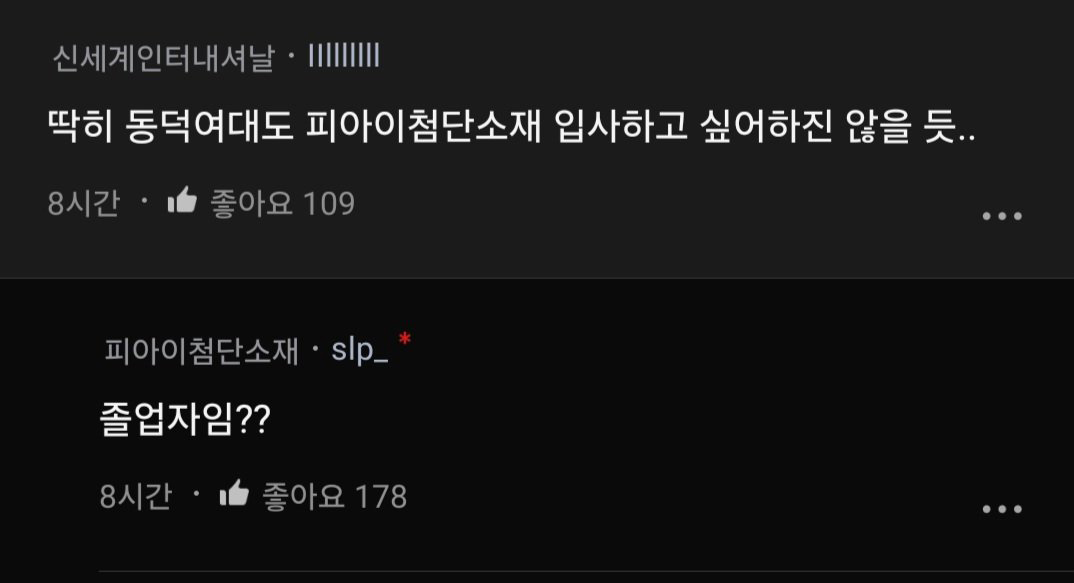 신세계인터내셔날 · lllllllll
딱히 동덕여대도 피아이첨단소재 입사하고 싶어하진 않을 듯..
8시간 · 좋아요 109
피아이첨단소재 · slp_ *
졸업자임??
8시간 · 좋아요 178